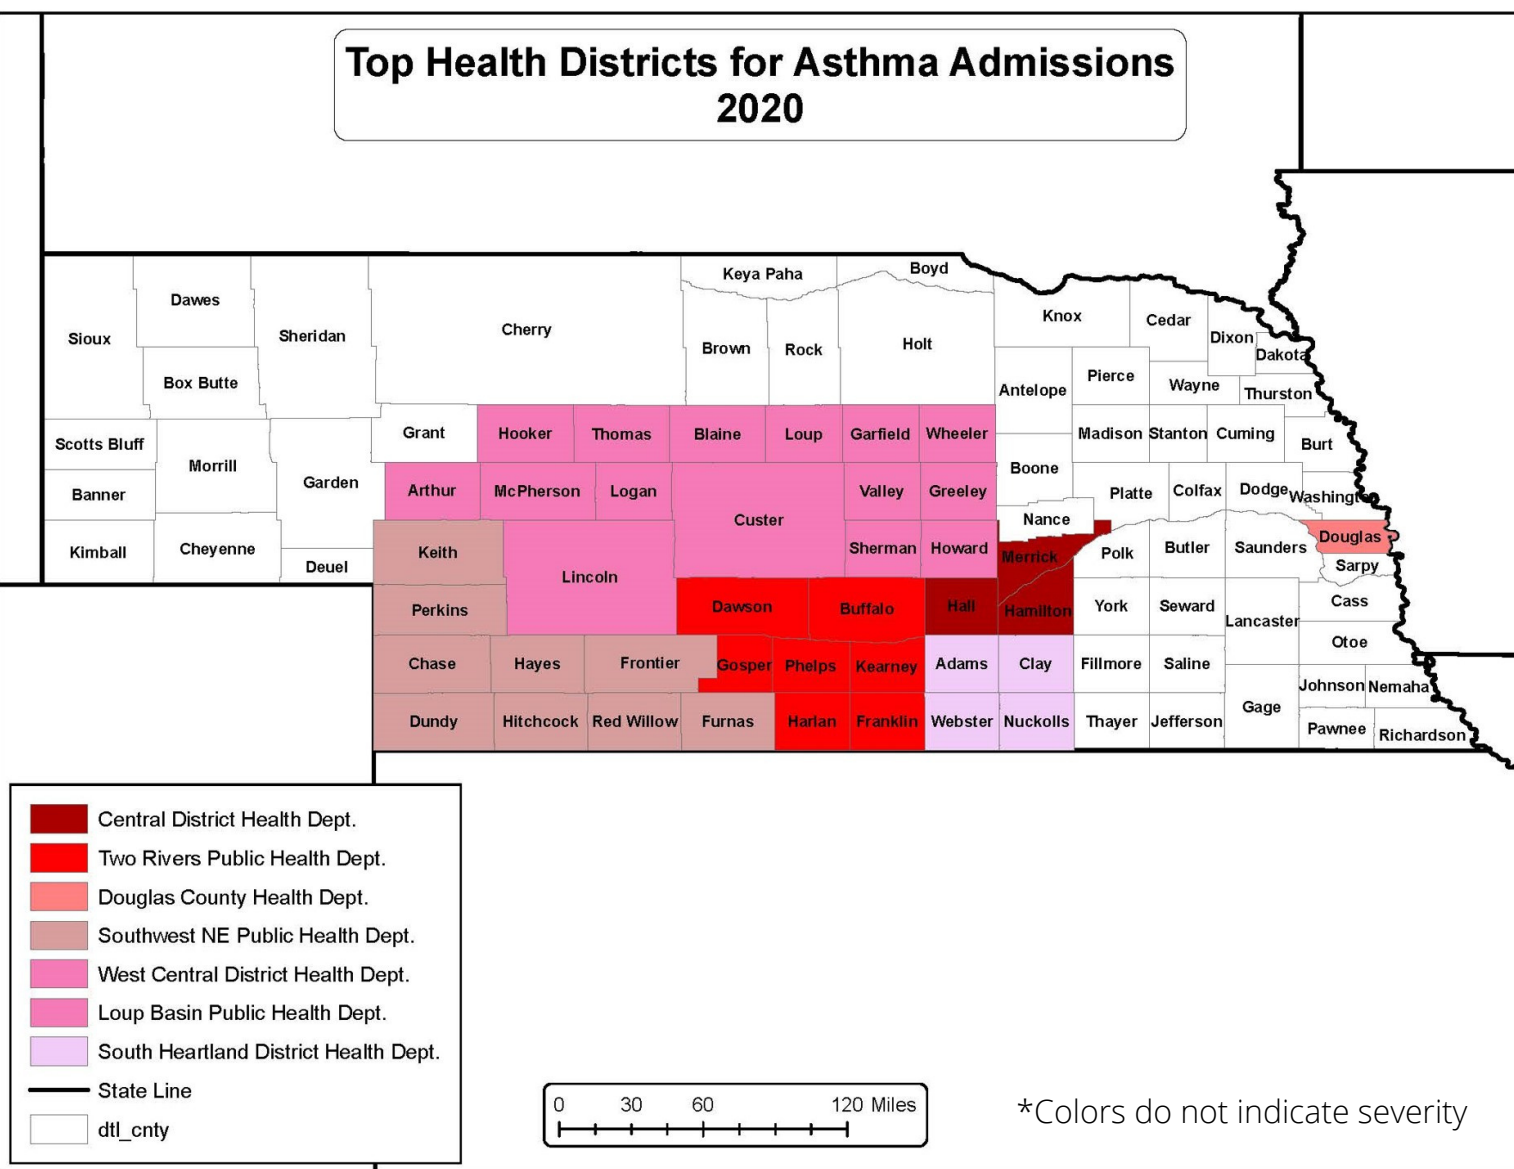 Top Health Districts for Asthma Admissions
2020
Keya Paha
Boyd
Dawes
Sioux
Sheridan
Cherry
Brown
Rock
Holt
Knox
Cedar
Dixon
Dakota
Box Butte
Antelope
Pierce
Wayne
Thurston
Scotts Bluff
Morrill
Grant
Hooker
Thomas
Blaine
Loup
Garfield
Wheeler
Madison
Stanton
Cuming
Burt
Banner
Garden
Arthur
McPherson
Logan
Custer
Valley
Greeley
Boone
Platte
Colfax
Dodge
Washington
Nance
Kimball
Cheyenne
Deuel
Keith
Lincoln
Sherman
Howard
Merrick
Polk
Butler
Saunders
Douglas
Sarpy
Perkins
Dawson
Buffalo
Hall
Hamilton
York
Seward
Lancaster
Cass
Otoe
Chase
Hayes
Frontier
Gosper
Phelps
Kearney
Adams
Clay
Fillmore
Saline
Gage
Johnson
Nemaha
Dundy
Hitchcock
Red Willow
Furnas
Harlan
Franklin
Webster
Nuckolls
Thayer
Jefferson
Pawnee
Richardson
Central District Health Dept.
Two Rivers Public Health Dept.
Douglas County Health Dept.
Southwest NE Public Health Dept.
West Central District Health Dept.
Loup Basin Public Health Dept.
South Heartland District Health Dept.
State Line
dtl_cnty
0 30 60 120 Miles
*Colors do not indicate severity